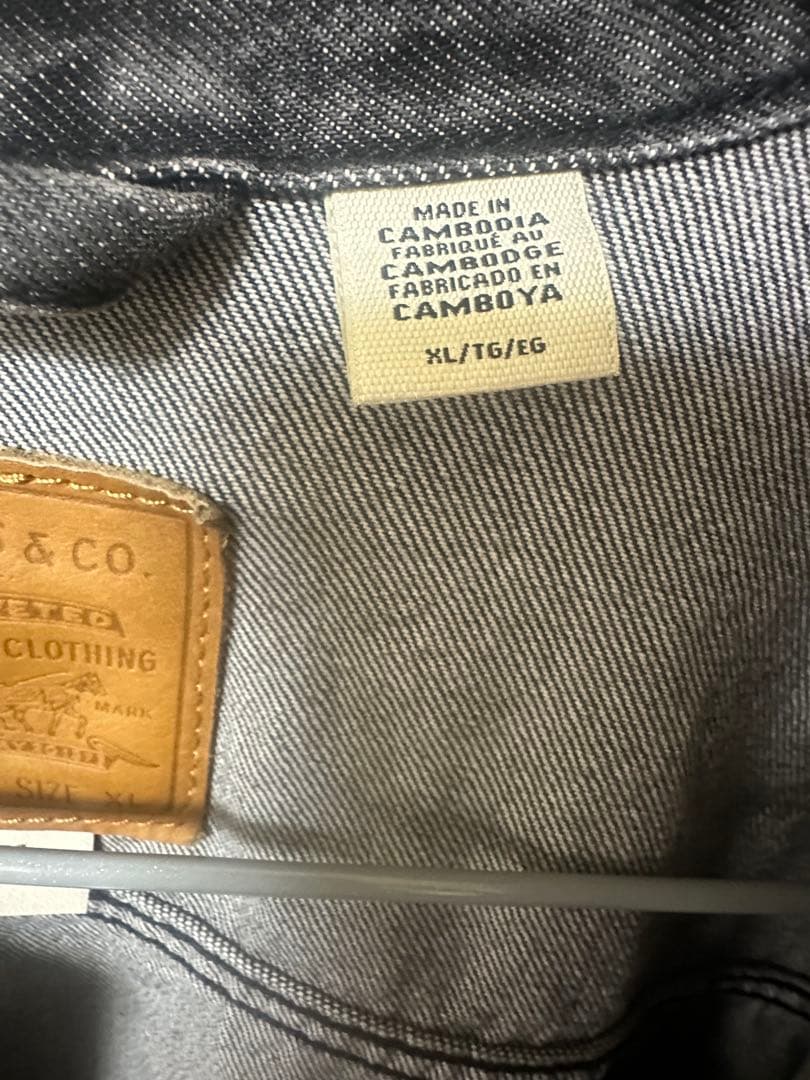 MADE IN
CAMBODIA
FABRIQUÉ AU
CAMBODGE
FABRICADO EN
CAMBOYA
XL/TG/EG
S & CO.
CLOTHING
MARK
SIZE XL